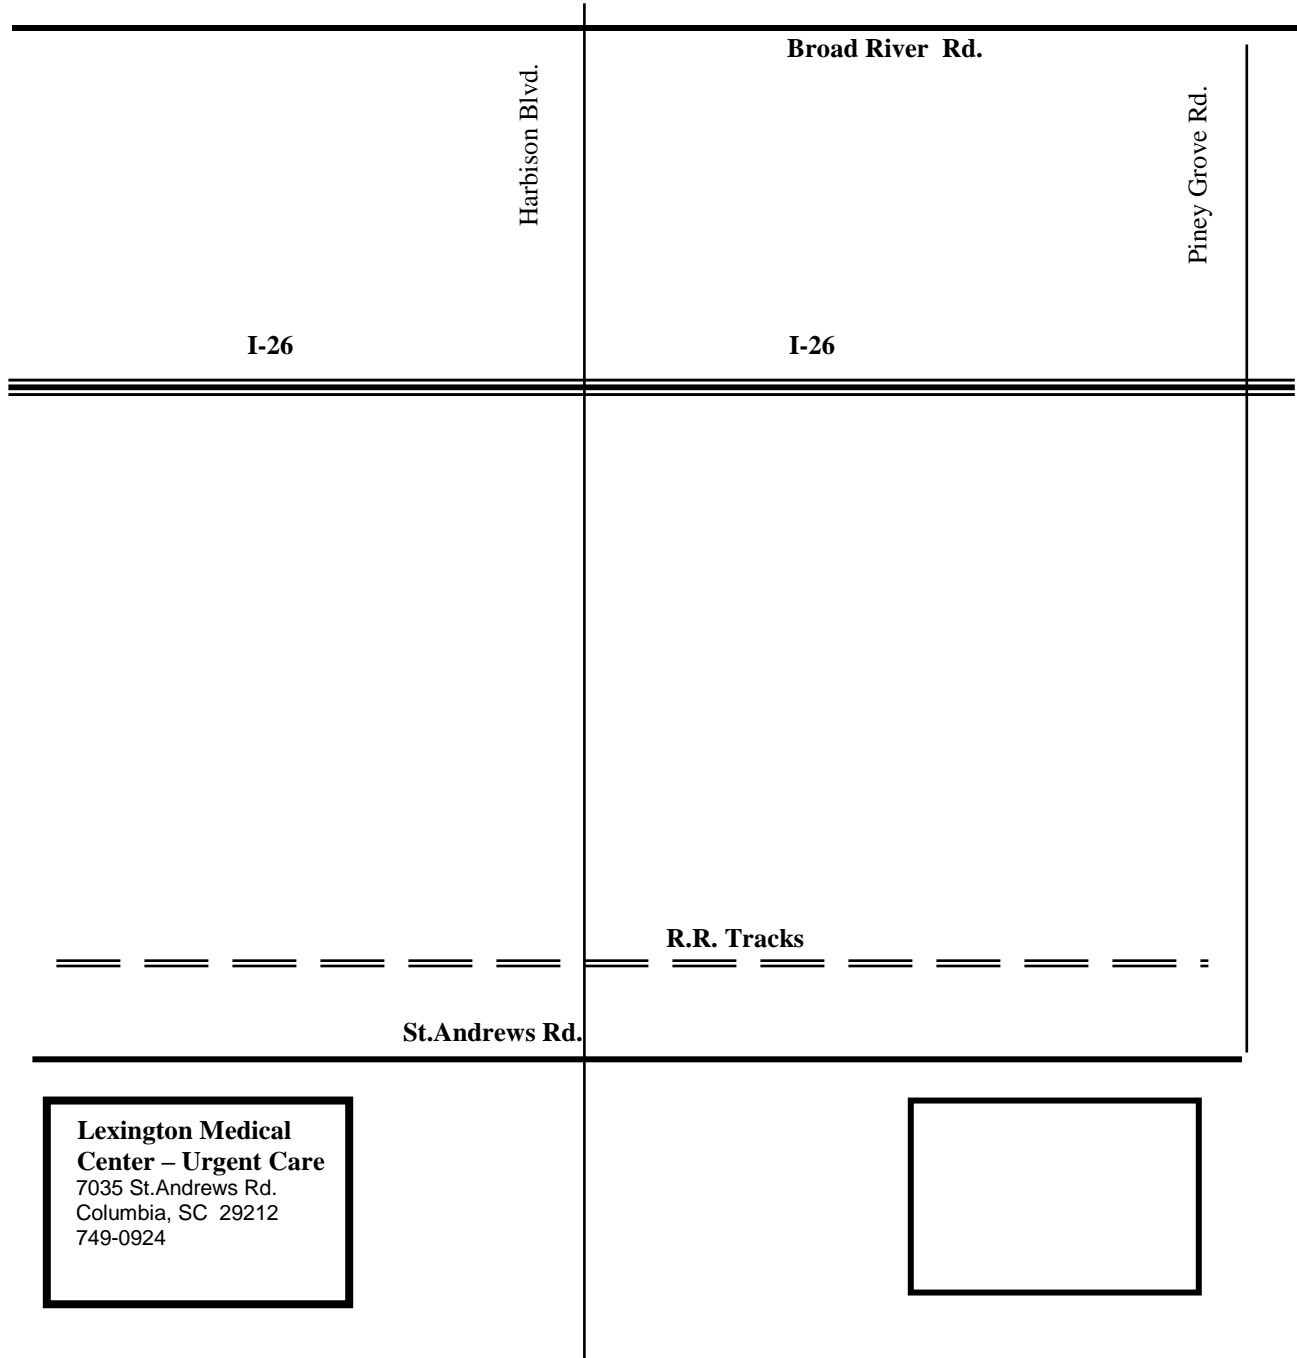 Broad River  Rd.
Harbison Blvd.
Piney Grove Rd.
I-26
I-26
R.R. Tracks
St.Andrews Rd.
Lexington Medical
Center – Urgent Care
7035 St.Andrews Rd.
Columbia, SC  29212
749-0924